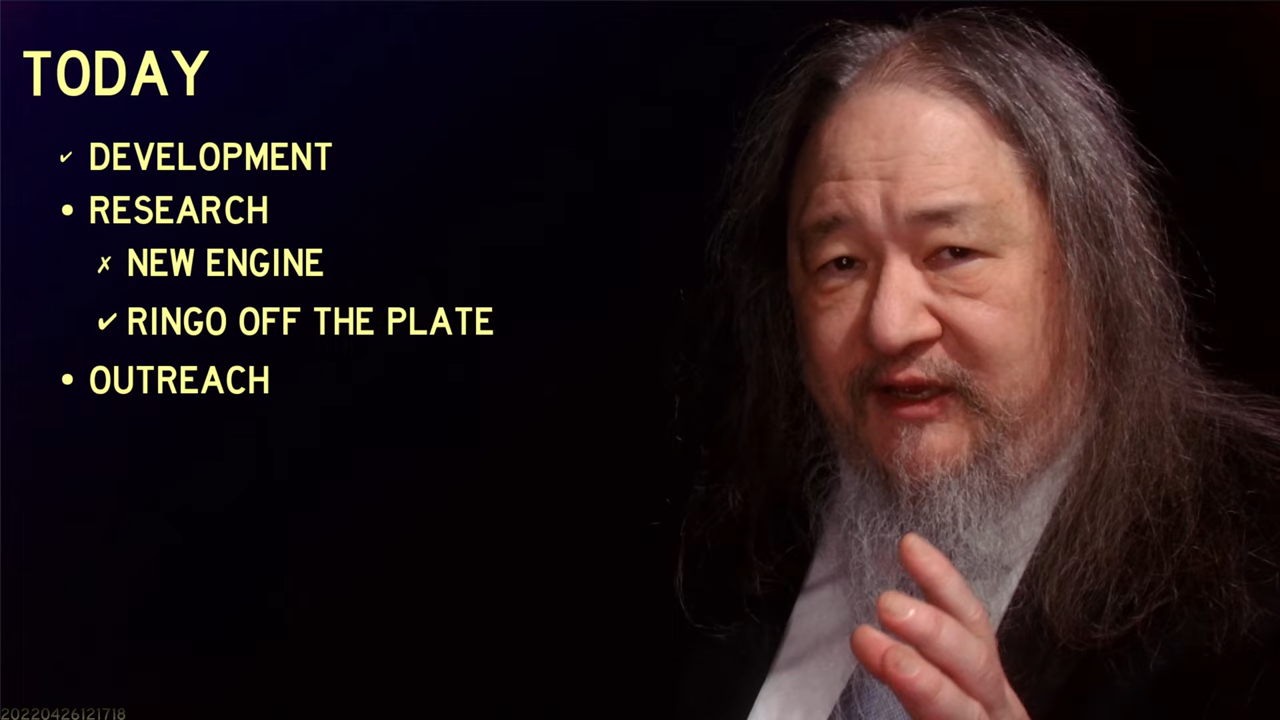 TODAY
✓ DEVELOPMENT
• RESEARCH
✗ NEW ENGINE
✓ RINGO OFF THE PLATE
• OUTREACH
20220426121718